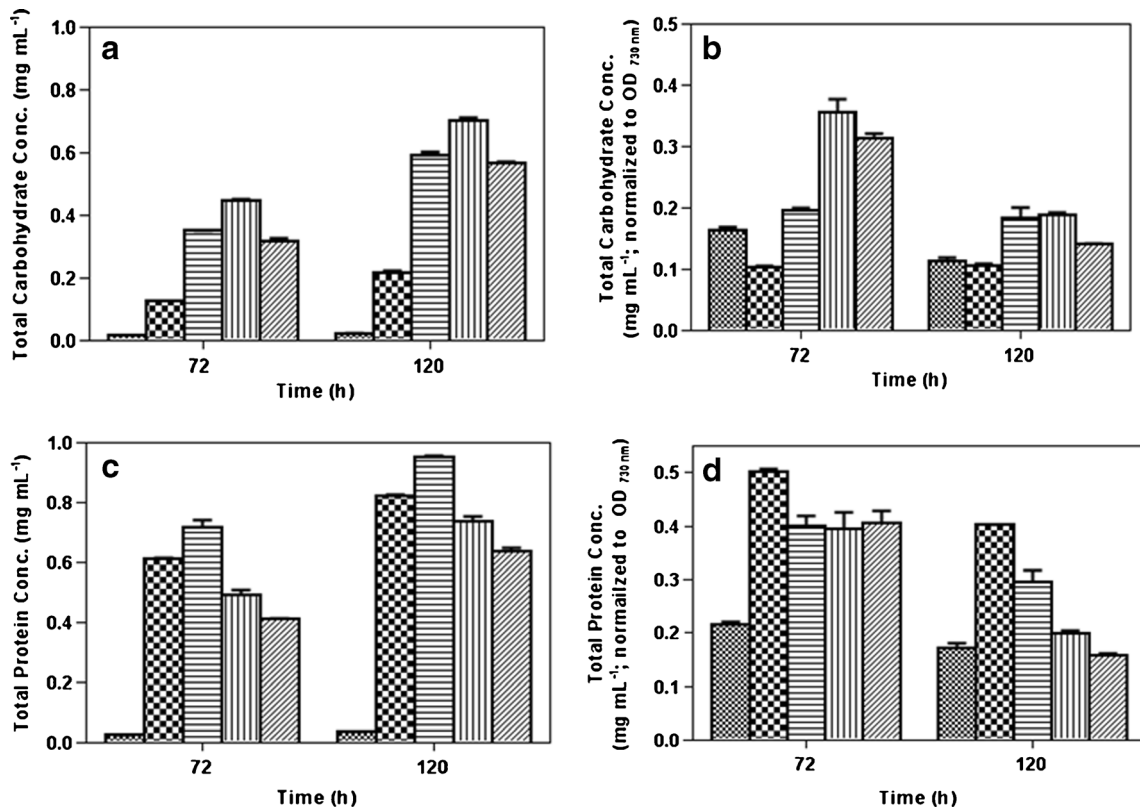 a
Total Carbohydrate Conc. (mg mL⁻¹)
1.0
0.8
0.6
0.4
0.2
0.0
72
120
Time (h)
b
Total Carbohydrate Conc.
(mg mL⁻¹; normalized to OD 730 nm)
0.5
0.4
0.3
0.2
0.1
0.0
72
120
Time (h)
c
Total Protein Conc. (mg mL⁻¹)
1.0
0.8
0.6
0.4
0.2
0.0
72
120
Time (h)
d
Total Protein Conc.
(mg mL⁻¹; normailzed to OD 730 nm)
0.5
0.4
0.3
0.2
0.1
0.0
72
120
Time (h)